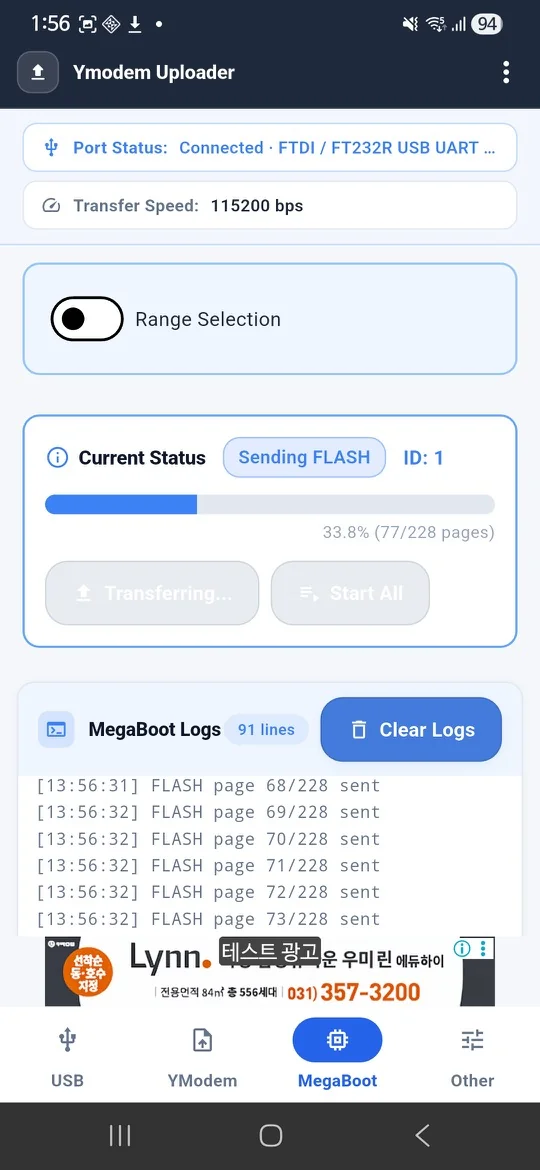 1:56
94
Ymodem Uploader
Port Status: Connected · FTDI / FT232R USB UART ...
Transfer Speed: 115200 bps
Range Selection
Current Status Sending FLASH ID: 1
33.8% (77/228 pages)
Transferring... Start All
MegaBoot Logs 91 lines Clear Logs
[13:56:31] FLASH page 68/228 sent
[13:56:32] FLASH page 69/228 sent
[13:56:32] FLASH page 70/228 sent
[13:56:32] FLASH page 71/228 sent
[13:56:32] FLASH page 72/228 sent
[13:56:32] FLASH page 73/228 sent
선착순
동·호수
지정
Lynn.
테스트 광고
우미린 에듀하이
전용면적 84㎡ 총 556세대 031) 357-3200
USB YModem MegaBoot Other